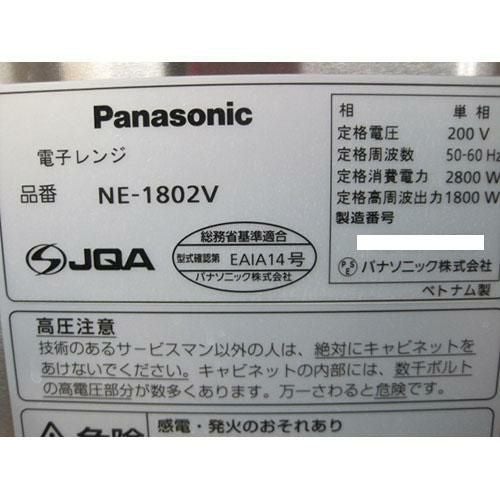 Panasonic
電子レンジ
品番 NE-1802V
JQA
総務省基準適合
型式確認第 EAIA14号
パナソニック株式会社
相 単相
定格電圧 200 V
定格周波数 50-60 Hz
定格消費電力 2800 W
定格高周波出力 1800 W
製造番号
PSE パナソニック株式会社
ベトナム製
高圧注意
技術のあるサービスマン以外の人は、絶対にキャビネットを
あけないでください。キャビネットの内部には、数千ボルト
の高電圧部分が数多くあります。万一さわると危険です。
危険 感電・発火のおそれあり